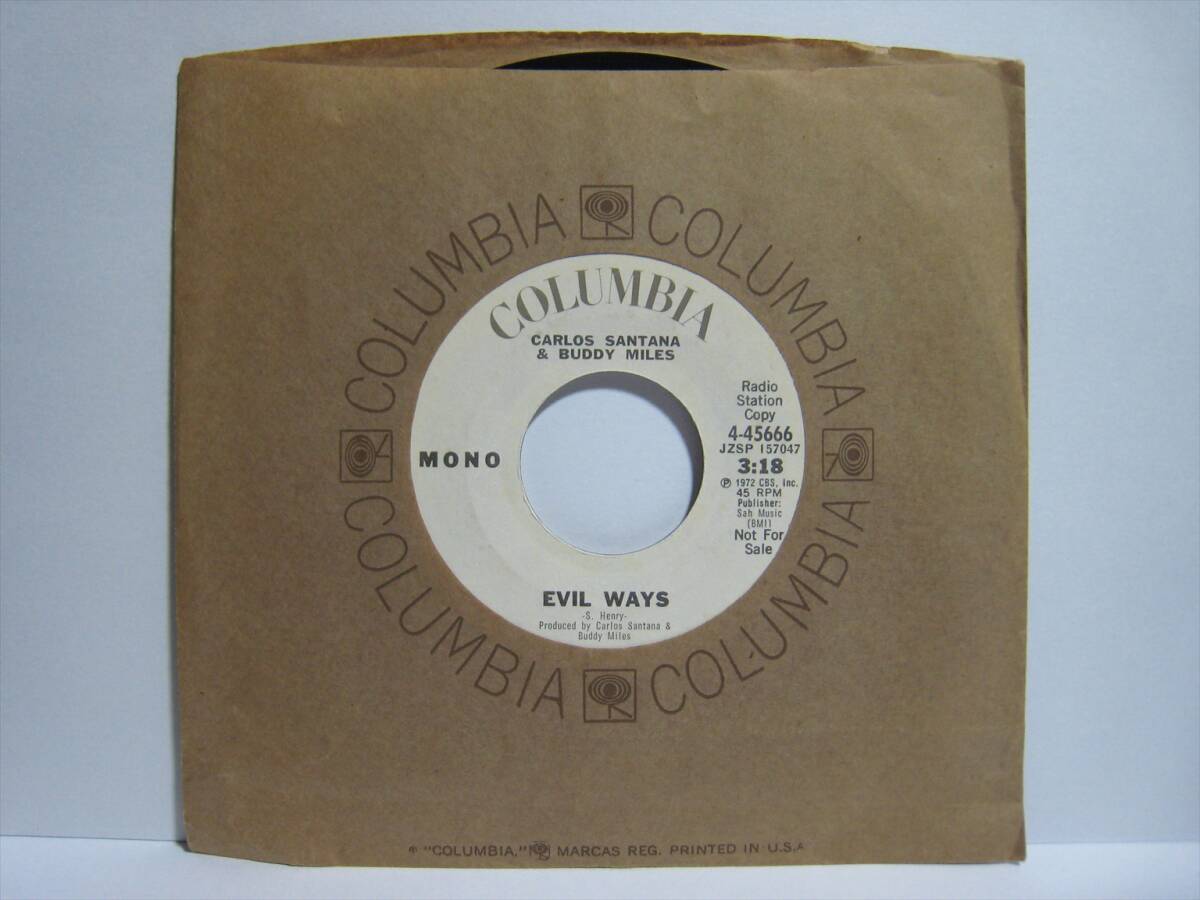 COLUMBIA
COLUMBIA
COLUMBIA
COLUMBIA
COLUMBIA
CARLOS SANTANA
& BUDDY MILES
MONO
Radio
Station
Copy
4-45666
JZSP 157047
3:18
℗ 1972 CBS, Inc.
45 RPM
Publisher:
Sah Music
(BMI)
Not For
Sale
EVIL WAYS
-S. Henry-
Produced by Carlos Santana &
Buddy Miles
"COLUMBIA," MARCAS REG. PRINTED IN U.S.A